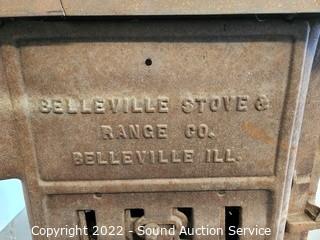 BELLEVILLE STOVE &
RANGE CO.
BELLEVILLE ILL.
Copyright 2022 - Sound Auction Service